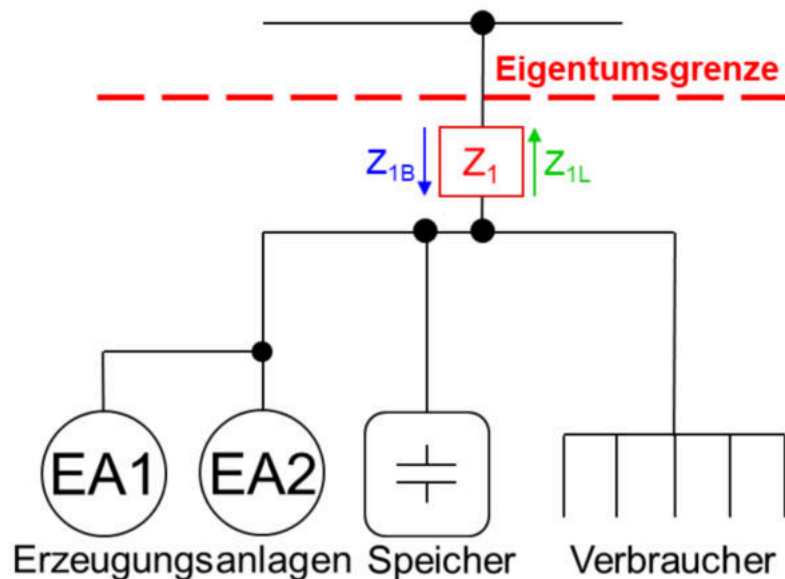 Eigentumsgrenze
Z1B Z1 Z1L
EA1 EA2
Erzeugungsanlagen Speicher Verbraucher